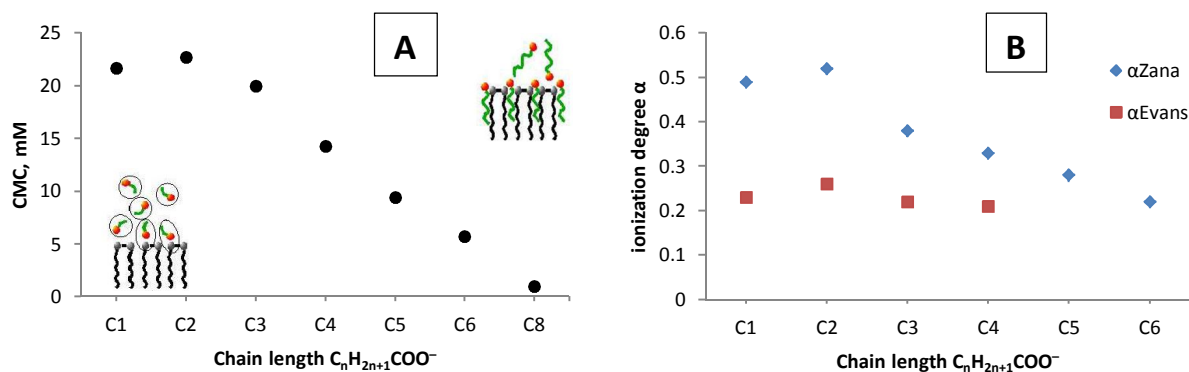 A
CMC, mM
25
20
15
10
5
0
C1 C2 C3 C4 C5 C6 C8
Chain length CₙH₂ₙ₊₁COO⁻
B
ionization degree α
0.6
0.5
0.4
0.3
0.2
0.1
0
C1 C2 C3 C4 C5 C6
Chain length CₙH₂ₙ₊₁COO⁻
αZana
αEvans